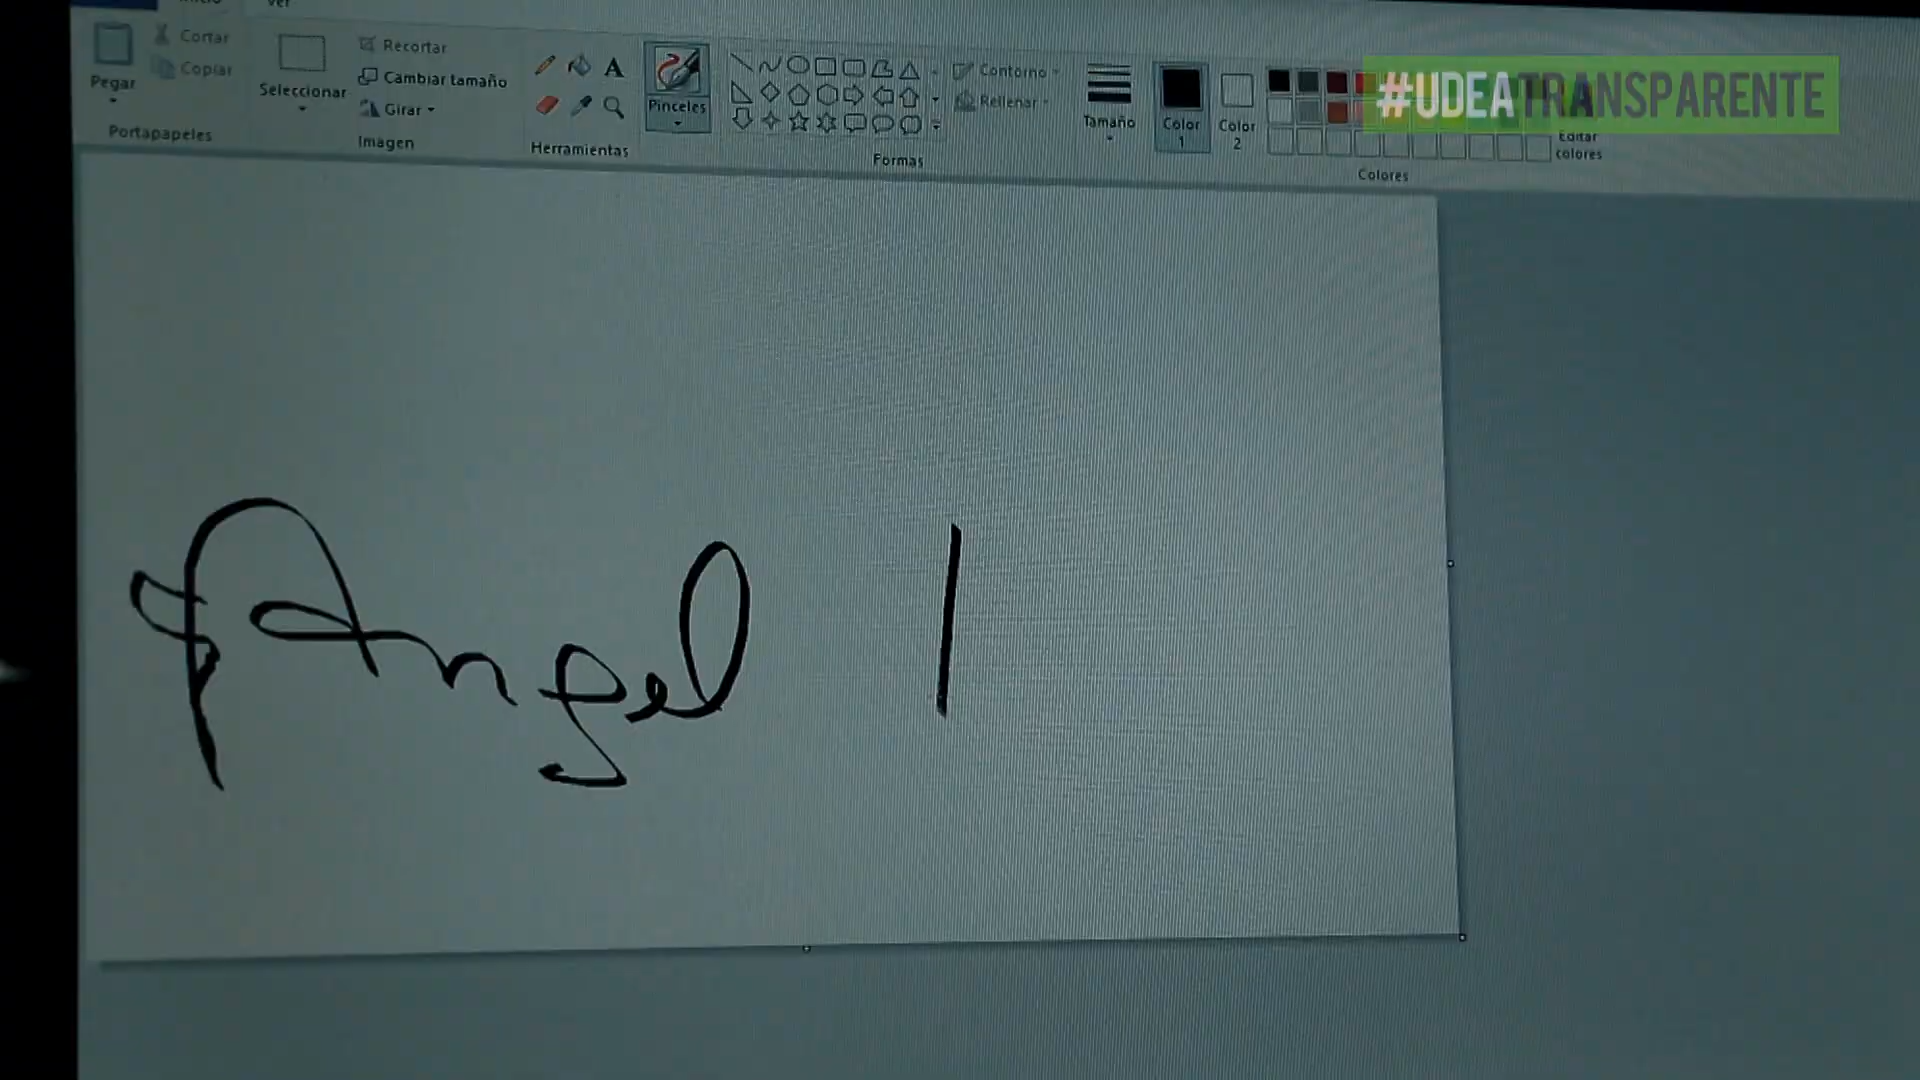 Ver
Pegar
Cortar
Copiar
Portapapeles
Seleccionar
Recortar
Cambiar tamaño
Girar
Imagen
A
Herramientas
Pinceles
Formas
Contorno
Rellenar
Tamaño
Color 1
Color 2
Editar colores
Colores
#UDEATRANSPARENTE
Angel